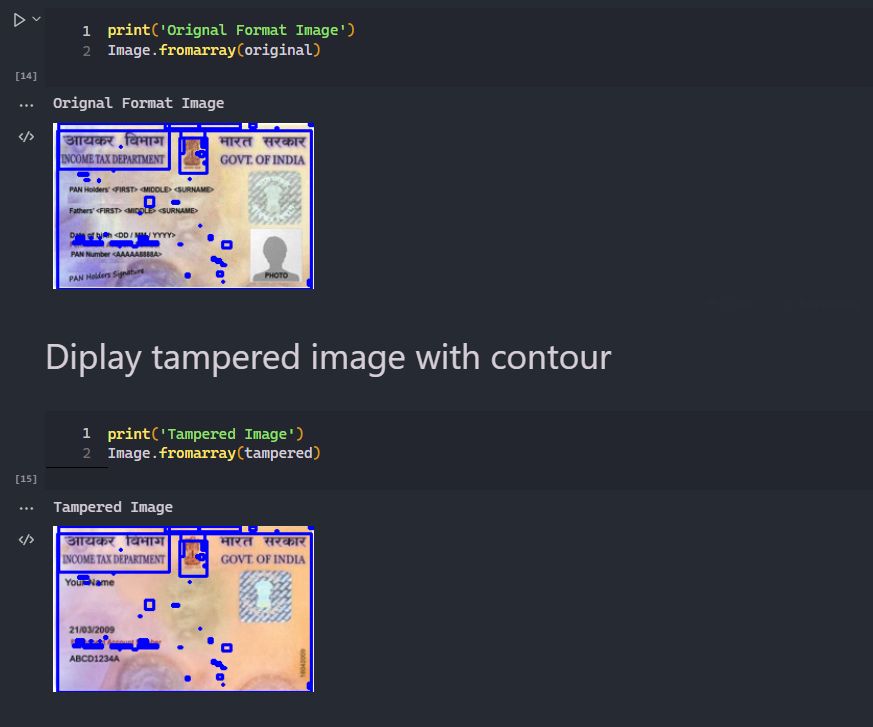 1 print('Orignal Format Image')
2 Image.fromarray(original)
[14]
Orignal Format Image
आयकर विभाग
भारत सरकार
INCOME TAX DEPARTMENT
GOVT. OF INDIA
PAN Holders' <FIRST> <MIDDLE> <SURNAME>
Fathers' <FIRST> <MIDDLE> <SURNAME>
Date of birth <DD / MM / YYYY>
PAN Number <AAAAA8888A>
PAN Holders Signature
PHOTO
Diplay tampered image with contour
1 print('Tampered Image')
2 Image.fromarray(tampered)
[15]
Tampered Image
आयकर विभाग
भारत सरकार
INCOME TAX DEPARTMENT
GOVT. OF INDIA
Your Name
21/03/2009
Account Number
ABCD1234A